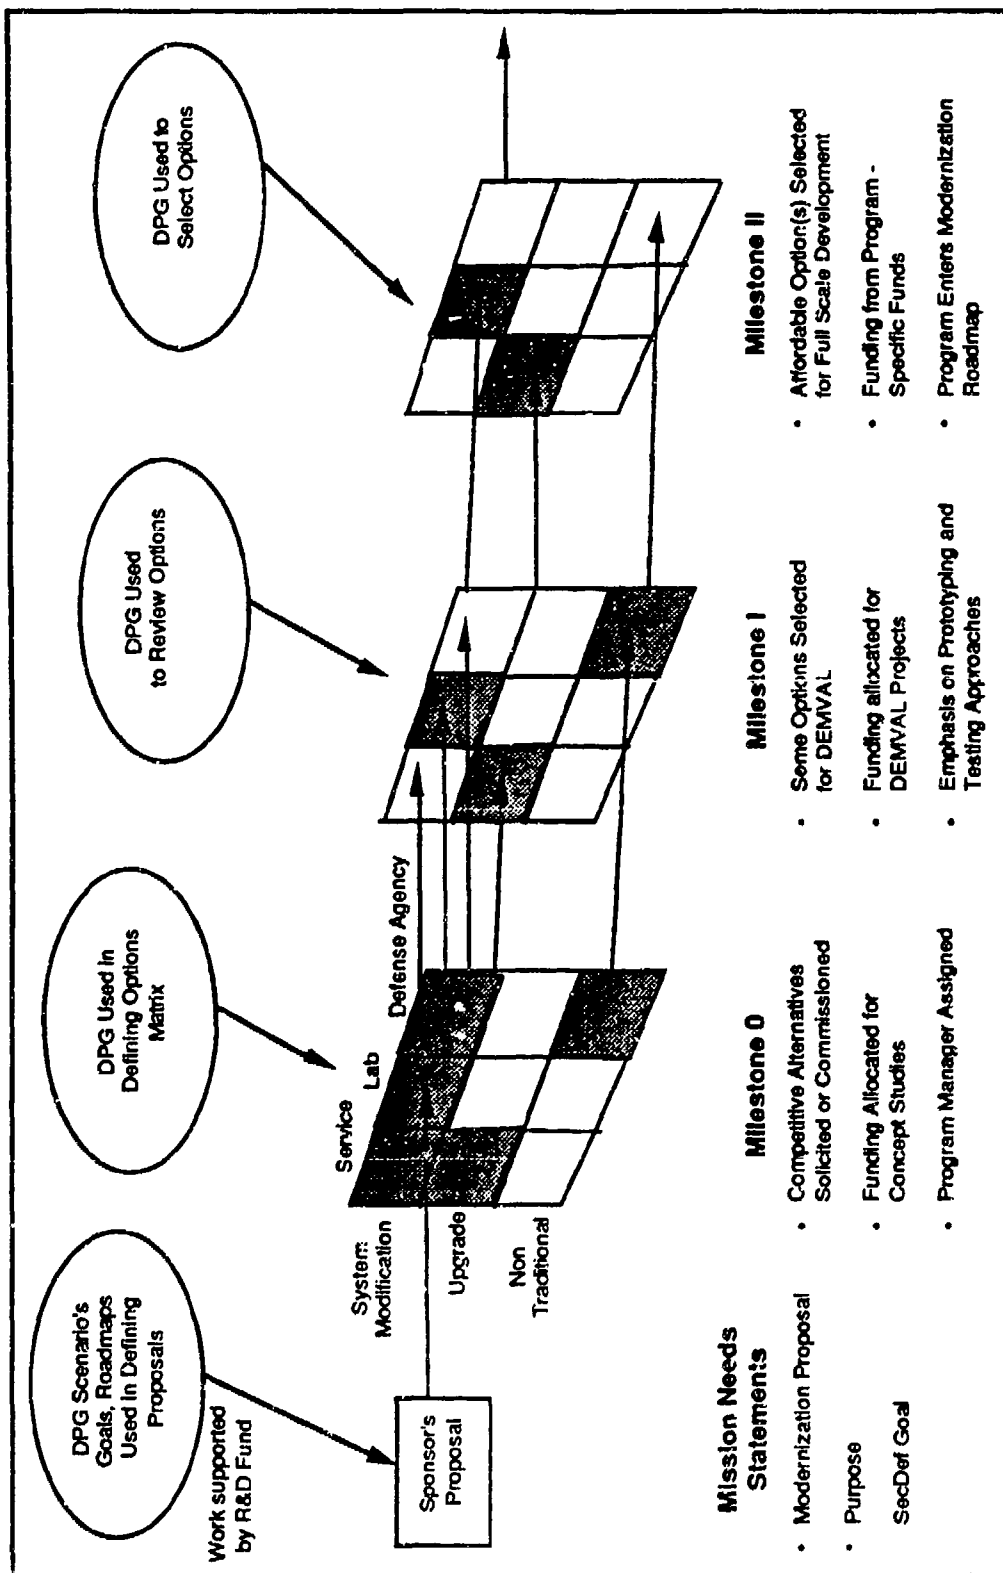 DPG Scenario's
Goals, Roadmaps
Used in Defining
Proposals
DPG Used in
Defining Options
Matrix
DPG Used
to Review Options
DPG Used to
Select Options
Work supported
by R&D Fund
Sponsor's
Proposal
Service
Lab
Defense Agency
System
Modification
Upgrade
Non
Traditional
Mission Needs
Statements
• Modernization Proposal
• Purpose
SecDef Goal
Milestone 0
• Competitive Alternatives
Solicited or Commissioned
• Funding Allocated for
Concept Studies
• Program Manager Assigned
Milestone I
• Some Options Selected
for DEMVAL
• Funding allocated for
DEMVAL Projects
• Emphasis on Prototyping and
Testing Approaches
Milestone II
• Affordable Option(s) Selected
for Full Scale Development
• Funding from Program -
Specific Funds
• Program Enters Modernization
Roadmap